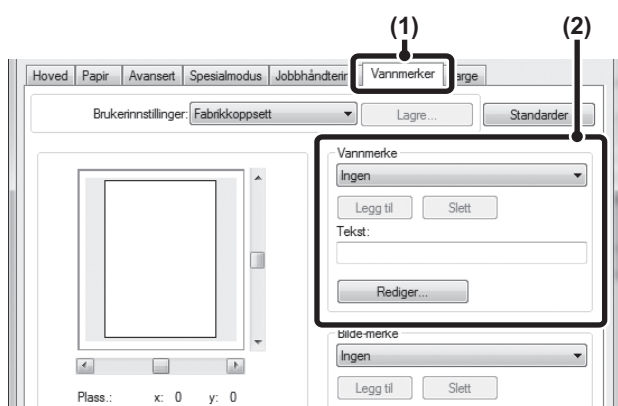 (1) (2)
Hoved Papir Avansert Spesialmodus Jobbhåndterin Vannmerker arge
Brukerinnstillinger: Fabrikkoppsett Lagre... Standarder
Vannmerke
Ingen
Legg til Slett
Tekst:
Rediger...
Bilde-merke
Ingen
Legg til Slett
Plass.: x: 0 y: 0